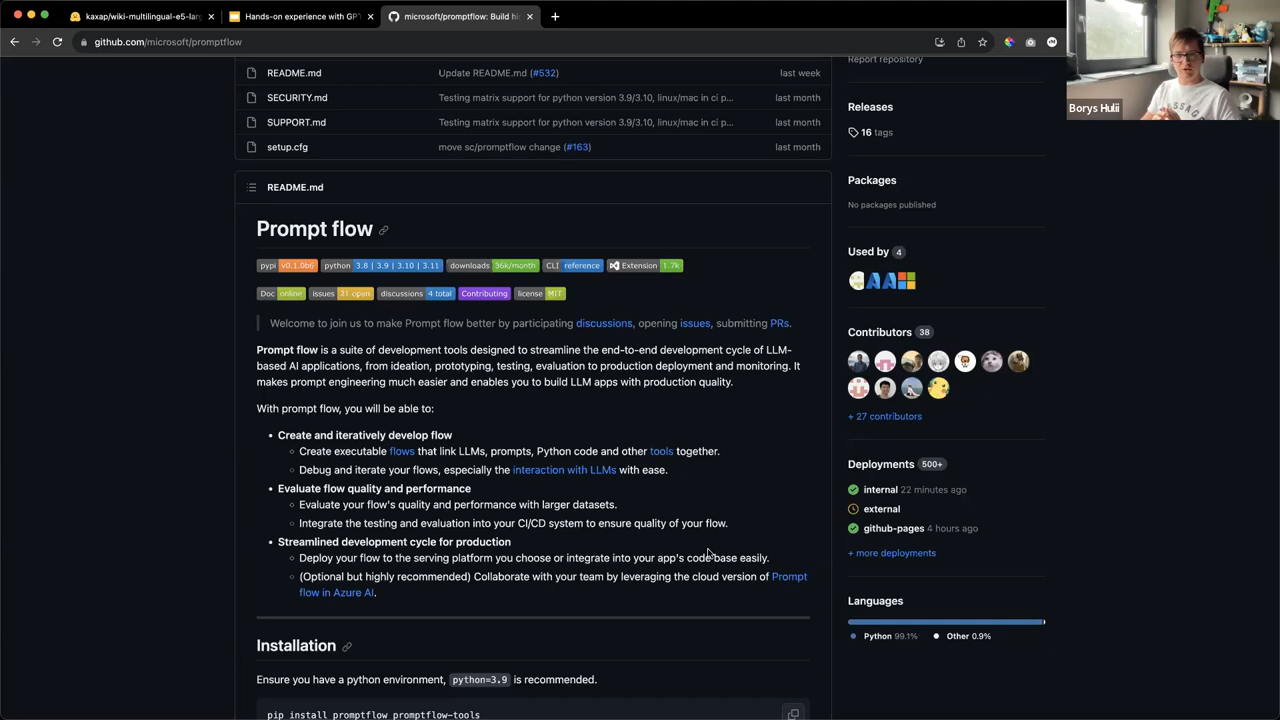 kaxap/wiki-multilingual-e5-lar
Hands-on experience with GPT
microsoft/promptflow: Build hi
github.com/microsoft/promptflow
Borys Hulii
README.md Update README.md (#532) last week
SECURITY.md Testing matrix support for python version 3.9/3.10, linux/mac in ci p... last month
SUPPORT.md Testing matrix support for python version 3.9/3.10, linux/mac in ci p... last month
setup.cfg move sc/promptflow change (#163) last month
README.md
Prompt flow
pypi v0.1.0b6 python 3.8 | 3.9 | 3.10 | 3.11 downloads 36k/month CLI reference Extension 1.7k
Doc online issues 21 open discussions 4 total Contributing license MIT
Welcome to join us to make Prompt flow better by participating discussions, opening issues, submitting PRs.
Prompt flow is a suite of development tools designed to streamline the end-to-end development cycle of LLM-
based AI applications, from ideation, prototyping, testing, evaluation to production deployment and monitoring. It
makes prompt engineering much easier and enables you to build LLM apps with production quality.
With prompt flow, you will be able to:
• Create and iteratively develop flow
○ Create executable flows that link LLMs, prompts, Python code and other tools together.
○ Debug and iterate your flows, especially the interaction with LLMs with ease.
• Evaluate flow quality and performance
○ Evaluate your flow's quality and performance with larger datasets.
○ Integrate the testing and evaluation into your CI/CD system to ensure quality of your flow.
• Streamlined development cycle for production
○ Deploy your flow to the serving platform you choose or integrate into your app's code base easily.
○ (Optional but highly recommended) Collaborate with your team by leveraging the cloud version of Prompt
flow in Azure AI.
Installation
Ensure you have a python environment, python=3.9 is recommended.
pip install promptflow promptflow-tools
Report repository
Releases
16 tags
Packages
No packages published
Used by 4
Contributors 38
+ 27 contributors
Deployments 500+
internal 22 minutes ago
external
github-pages 4 hours ago
+ more deployments
Languages
Python 99.1% Other 0.9%